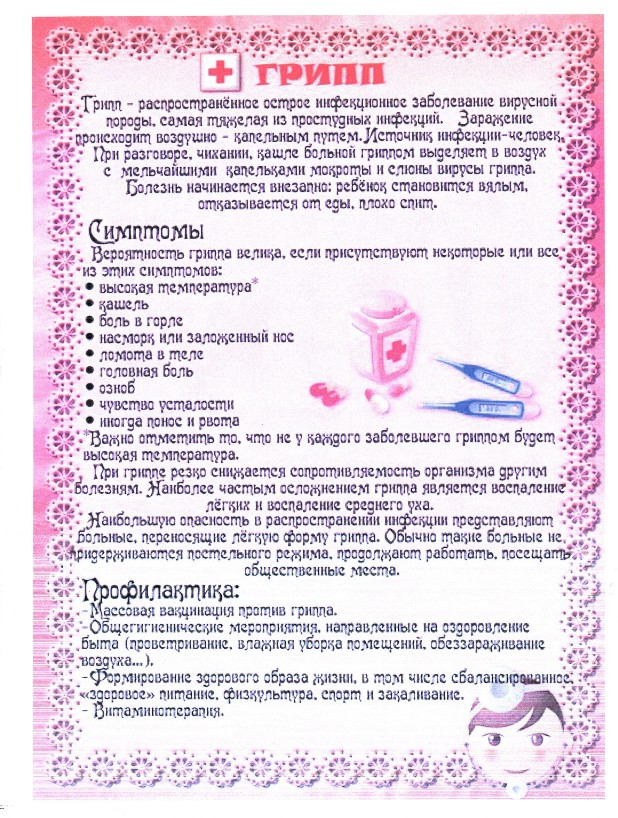 ГРИПП
Грипп – распространённое острое инфекционное заболевание вирусной
породы, самая тяжелая из простудных инфекций. Заражение
происходит воздушно – капельным путем. Источник инфекции-человек.
При разговоре, чихании, кашле больной гриппом выделяет в воздух
с мельчайшими капельками мокроты и слюны вирусы гриппа.
Болезнь начинается внезапно: ребёнок становится вялым,
отказывается от еды, плохо спит.
Симптомы
Вероятность гриппа велика, если присутствуют некоторые или все
из этих симптомов:
• высокая температура*
• кашель
• боль в горле
• насморк или заложенный нос
• ломота в теле
• головная боль
• озноб
• чувство усталости
• иногда понос и рвота
*Важно отметить то, что не у каждого заболевшего гриппом будет
высокая температура.
При гриппе резко снижается сопротивляемость организма другим
болезням. Наиболее частым осложнением гриппа является воспаление
лёгких и воспаление среднего уха.
Наибольшую опасность в распространении инфекции представляют
больные, переносящие лёгкую форму гриппа. Обычно такие больные не
придерживаются постельного режима, продолжают работать, посещать
общественные места.
Профилактика:
-Массовая вакцинация против гриппа.
-Общегигиенические мероприятия, направленные на оздоровление
быта (проветривание, влажная уборка помещений, обеззараживание
воздуха...).
-Формирование здорового образа жизни, в том числе сбалансированное,
«здоровое» питание, физкультура, спорт и закаливание.
- Витаминотерапия.